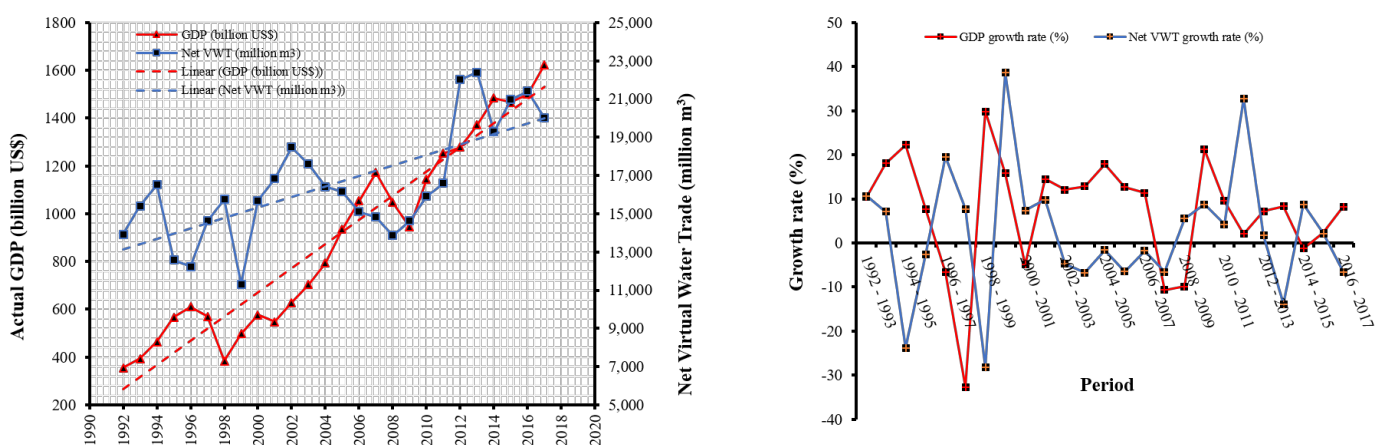 Actual GDP (billion US$)
1800
1600
1400
1200
1000
800
600
400
200
GDP (billion US$)
Net VWT (million m3)
Linear (GDP (billion US$))
Linear (Net VWT (million m3))
25,000
23,000
21,000
19,000
17,000
15,000
13,000
11,000
9,000
7,000
5,000
Net Virtual Water Trade (million m³)
1990
1992
1994
1996
1998
2000
2002
2004
2006
2008
2010
2012
2014
2016
2018
2020
Growth rate (%)
50
40
30
20
10
0
-10
-20
-30
-40
GDP growth rate (%)
Net VWT growth rate (%)
1992 - 1993
1994 - 1995
1996 - 1997
1998 - 1999
2000 - 2001
2002 - 2003
2004 - 2005
2006 - 2007
2008 - 2009
2010 - 2011
2012 - 2013
2014 - 2015
2016 - 2017
Period